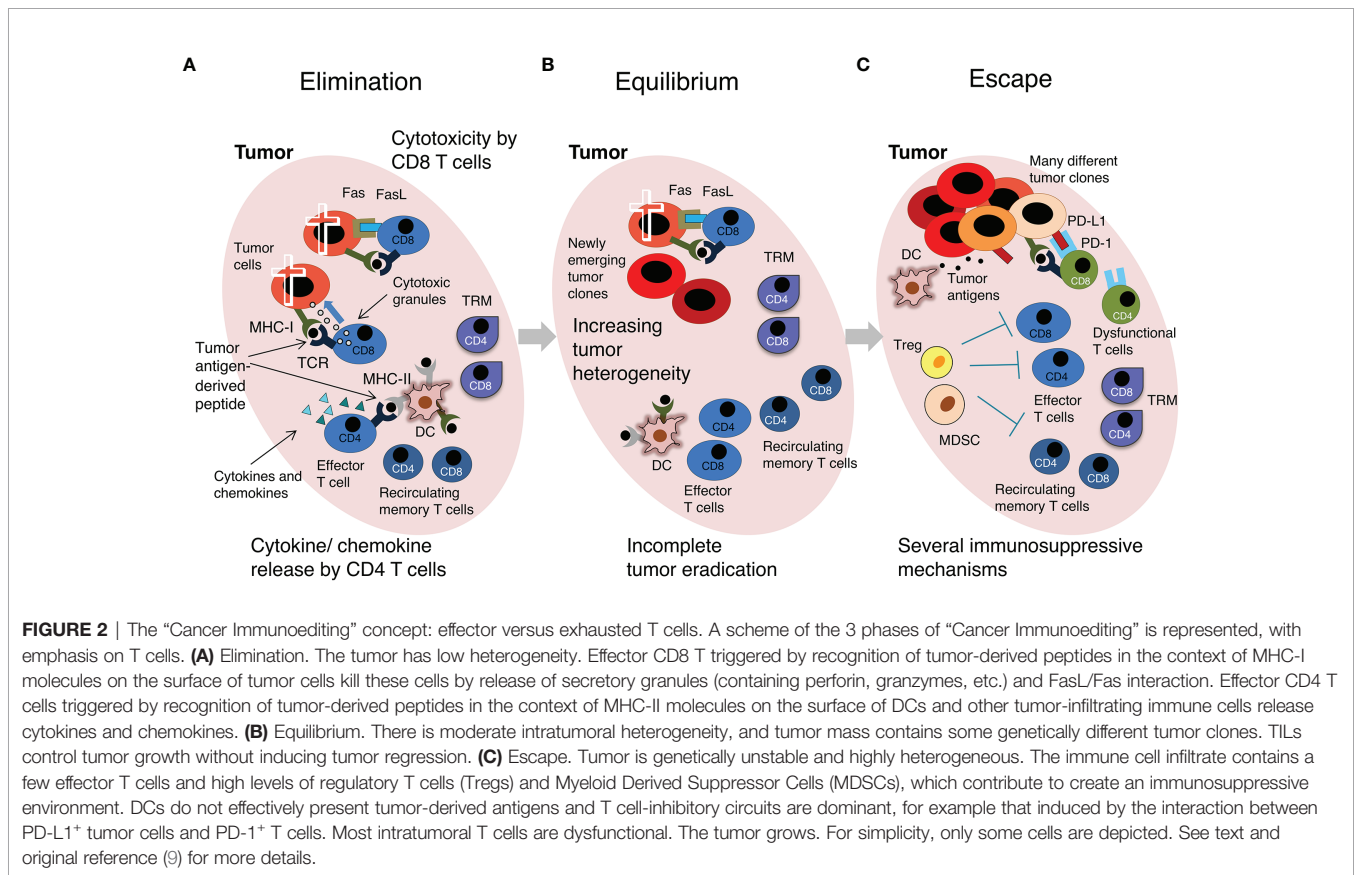 A
Elimination
Cytotoxicity by
CD8 T cells
Tumor
Fas FasL
CD8
Tumor
cells
Cytotoxic
granules
MHC-I
TCR
CD8
TRM
CD4
CD8
Tumor
antigen-
derived
peptide
MHC-II
DC
CD4
Effector
T cell
Cytokines and
chemokines
CD4
CD8
Recirculating
memory T cells
Cytokine/ chemokine
release by CD4 T cells
B
Equilibrium
Tumor
Fas FasL
CD8
Newly
emerging
tumor
clones
TRM
CD4
CD8
Increasing
tumor
heterogeneity
CD8
CD4
Recirculating
memory T cells
DC
CD4
CD8
Effector
T cells
Incomplete
tumor eradication
C
Escape
Tumor
Many different
tumor clones
PD-L1
PD-1
DC
Tumor
antigens
CD8
CD4
Dysfunctional
T cells
Treg
CD8
CD4
Effector
T cells
MDSC
CD8
TRM
CD4
CD4
CD8
Recirculating
memory T cells
Several immunosuppressive
mechanisms
FIGURE 2 | The “Cancer Immunoediting” concept: effector versus exhausted T cells. A scheme of the 3 phases of “Cancer Immunoediting” is represented, with
emphasis on T cells. (A) Elimination. The tumor has low heterogeneity. Effector CD8 T triggered by recognition of tumor-derived peptides in the context of MHC-I
molecules on the surface of tumor cells kill these cells by release of secretory granules (containing perforin, granzymes, etc.) and FasL/Fas interaction. Effector CD4 T
cells triggered by recognition of tumor-derived peptides in the context of MHC-II molecules on the surface of DCs and other tumor-infiltrating immune cells release
cytokines and chemokines. (B) Equilibrium. There is moderate intratumoral heterogeneity, and tumor mass contains some genetically different tumor clones. TILs
control tumor growth without inducing tumor regression. (C) Escape. Tumor is genetically unstable and highly heterogeneous. The immune cell infiltrate contains a
few effector T cells and high levels of regulatory T cells (Tregs) and Myeloid Derived Suppressor Cells (MDSCs), which contribute to create an immunosuppressive
environment. DCs do not effectively present tumor-derived antigens and T cell-inhibitory circuits are dominant, for example that induced by the interaction between
PD-L1⁺ tumor cells and PD-1⁺ T cells. Most intratumoral T cells are dysfunctional. The tumor grows. For simplicity, only some cells are depicted. See text and
original reference (9) for more details.